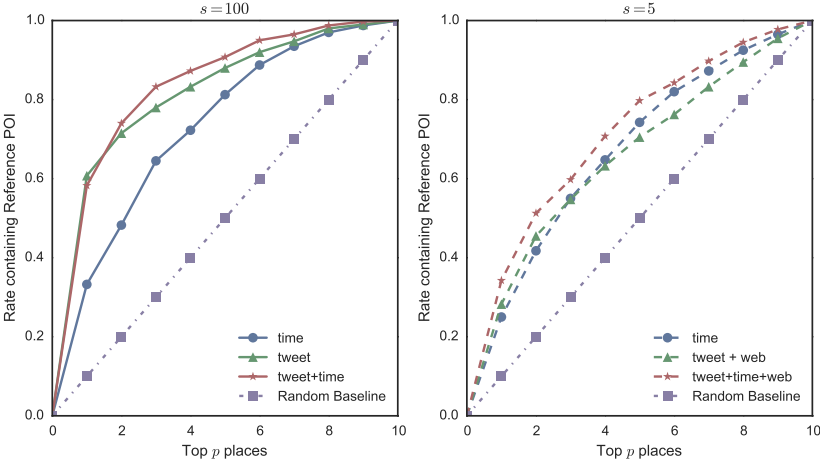 s = 100
1.0
0.8
0.6
0.4
0.2
0.0
Rate containing Reference POI
0 2 4 6 8 10
Top p places
time
tweet
tweet+time
Random Baseline
s = 5
1.0
0.8
0.6
0.4
0.2
0.0
Rate containing Reference POI
0 2 4 6 8 10
Top p places
time
tweet + web
tweet+time+web
Random Baseline